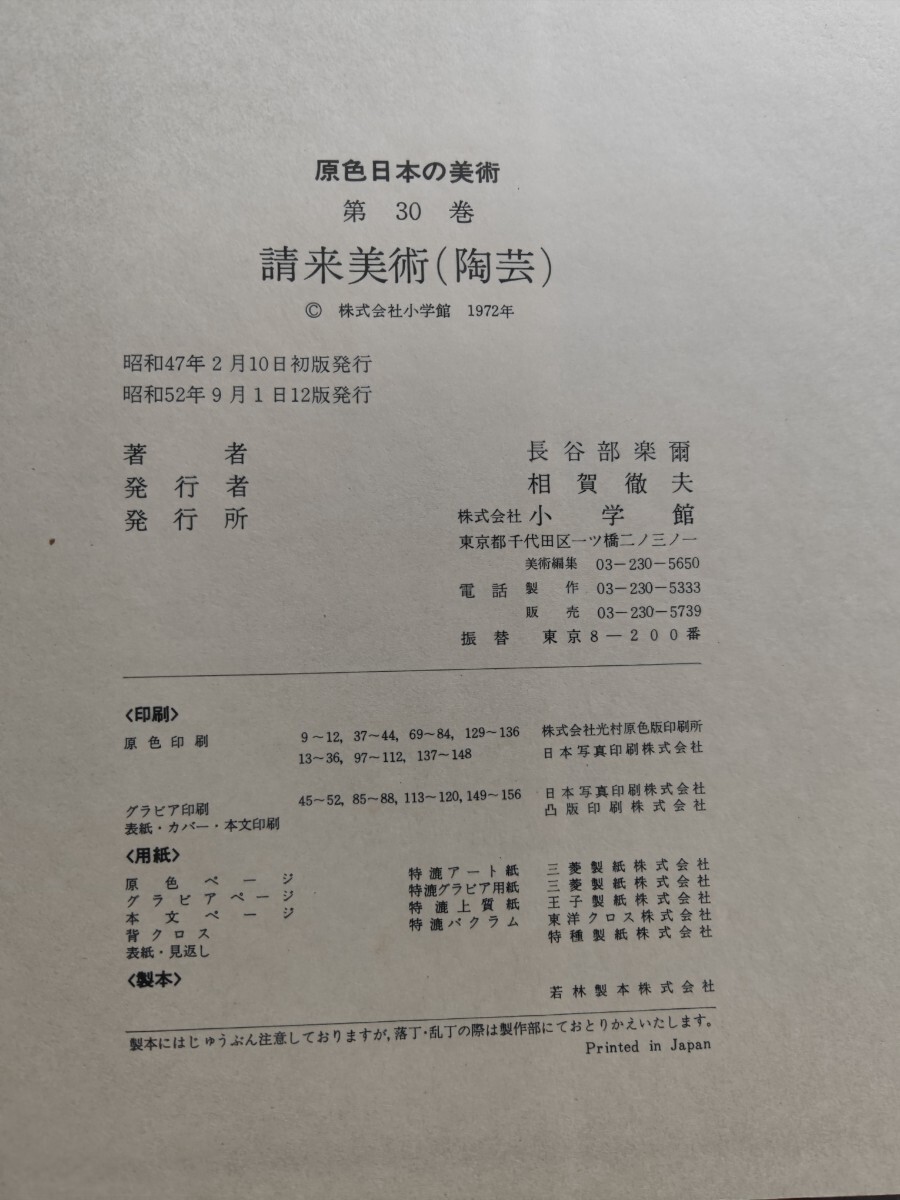 原色日本の美術
第 30 巻
請来美術(陶芸)
© 株式会社小学館 1972年
昭和47年2月10日初版発行
昭和52年9月1日12版発行
著者 長谷部楽爾
発行者 相賀徹夫
発行所 株式会社 小学館
東京都千代田区一ツ橋二ノ三ノ一
美術編集 03-230-5650
電話 製作 03-230-5333
販売 03-230-5739
振替 東京8-200番
〈印刷〉
原色印刷 9~12, 37~44, 69~84, 129~136 株式会社光村原色版印刷所
13~36, 97~112, 137~148 日本写真印刷株式会社
グラビア印刷 45~52, 85~88, 113~120, 149~156 日本写真印刷株式会社
表紙・カバー・本文印刷 凸版印刷株式会社
〈用紙〉
原色ページ 特漉アート紙 三菱製紙株式会社
グラビアページ 特漉グラビア用紙 三菱製紙株式会社
本文ページ 特漉上質紙 王子製紙株式会社
背クロス 特漉バクラム 東洋クロス株式会社
表紙・見返し 特種製紙株式会社
〈製本〉
若林製本株式会社
製本にはじゅうぶん注意しておりますが,落丁・乱丁の際は製作部にておとりかえいたします。
Printed in Japan